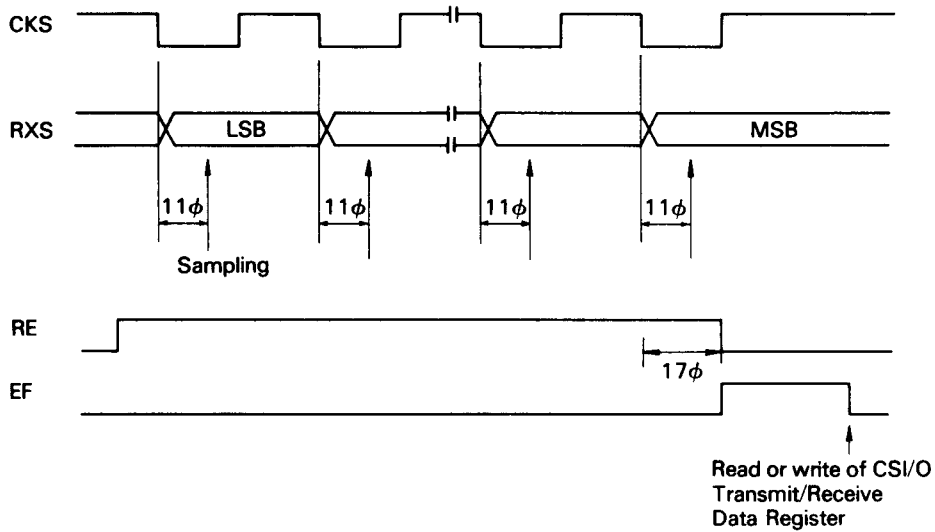 CKS
RXS
LSB
MSB
11ϕ
11ϕ
11ϕ
11ϕ
Sampling
RE
17ϕ
EF
Read or write of CSI/O
Transmit/Receive
Data Register